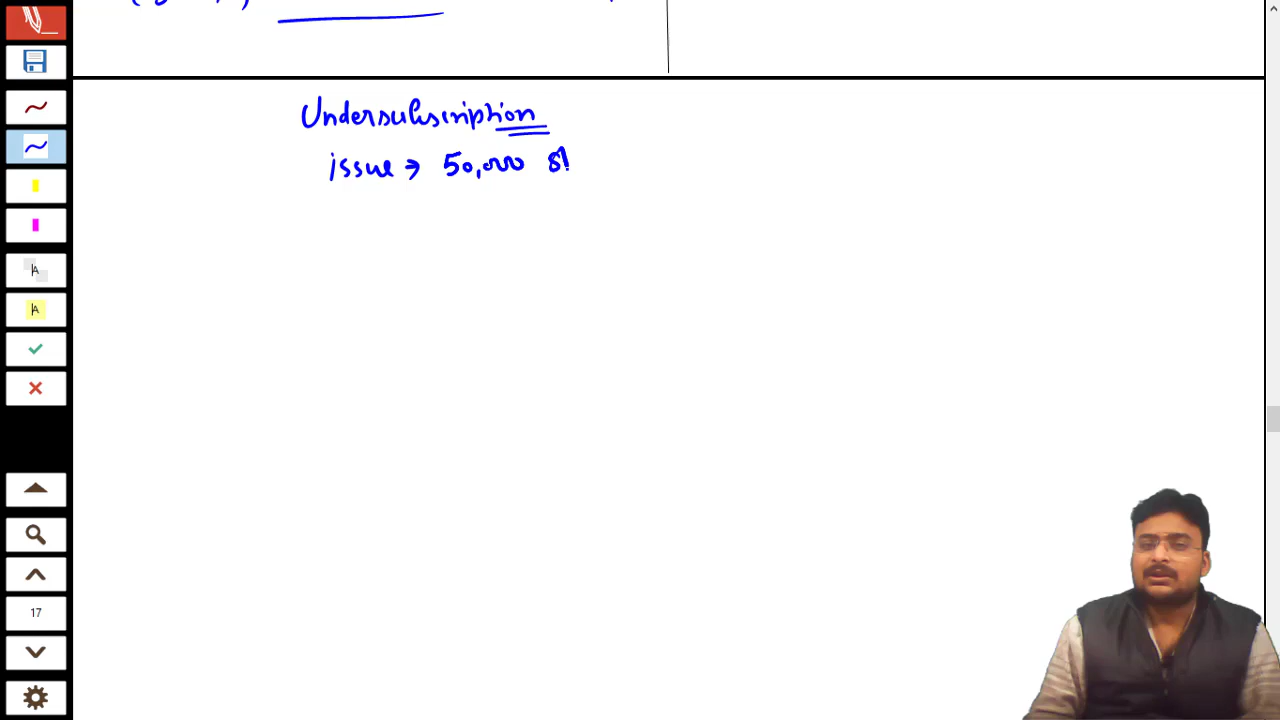 Undersubscription
issue → 50,000 sh
17